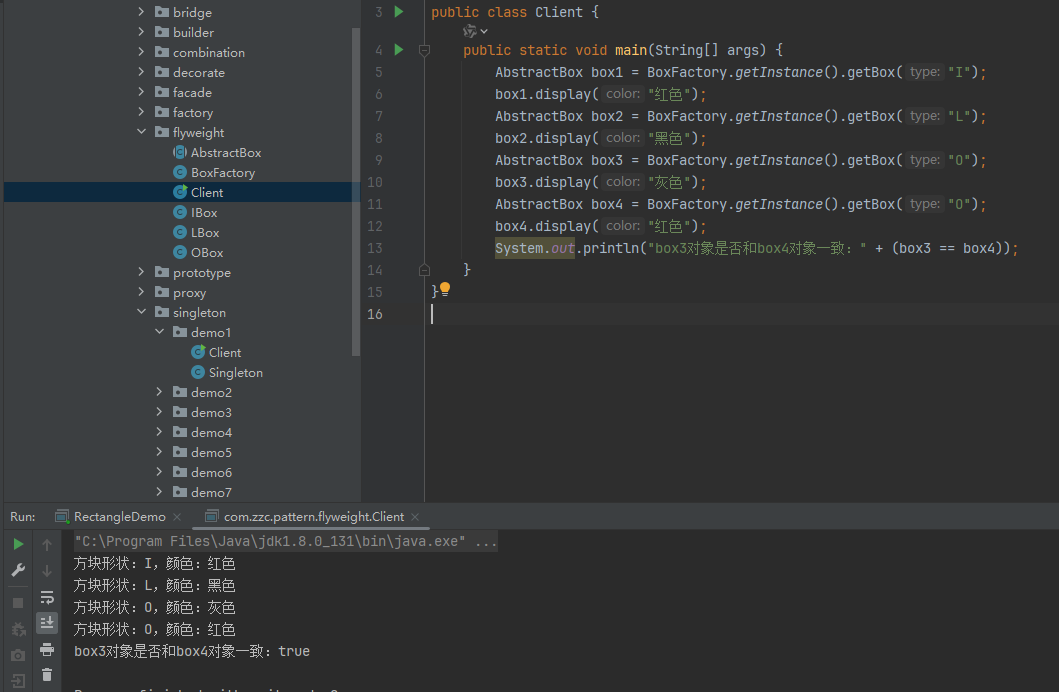 bridge
builder
combination
decorate
facade
factory
flyweight
AbstractBox
BoxFactory
Client
IBox
LBox
OBox
prototype
proxy
singleton
demo1
Client
Singleton
demo2
demo3
demo4
demo5
demo6
demo7
3 public class Client {
4 public static void main(String[] args) {
5 AbstractBox box1 = BoxFactory.getInstance().getBox( type: "I");
6 box1.display( color: "红色");
7 AbstractBox box2 = BoxFactory.getInstance().getBox( type: "L");
8 box2.display( color: "黑色");
9 AbstractBox box3 = BoxFactory.getInstance().getBox( type: "O");
10 box3.display( color: "灰色");
11 AbstractBox box4 = BoxFactory.getInstance().getBox( type: "O");
12 box4.display( color: "红色");
13 System.out.println("box3对象是否和box4对象一致：" + (box3 == box4));
14 }
15 }
16
Run: RectangleDemo × com.zzc.pattern.flyweight.Client ×
"C:\Program Files\Java\jdk1.8.0_131\bin\java.exe" ...
方块形状：I，颜色：红色
方块形状：L，颜色：黑色
方块形状：O，颜色：灰色
方块形状：O，颜色：红色
box3对象是否和box4对象一致：true